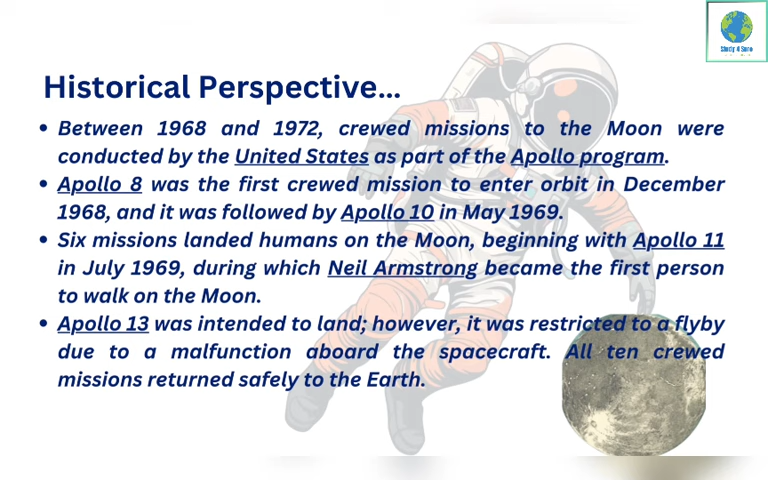 Study 4 Sure
Historical Perspective...
• Between 1968 and 1972, crewed missions to the Moon were
conducted by the United States as part of the Apollo program.
• Apollo 8 was the first crewed mission to enter orbit in December
1968, and it was followed by Apollo 10 in May 1969.
• Six missions landed humans on the Moon, beginning with Apollo 11
in July 1969, during which Neil Armstrong became the first person
to walk on the Moon.
• Apollo 13 was intended to land; however, it was restricted to a flyby
due to a malfunction aboard the spacecraft. All ten crewed
missions returned safely to the Earth.